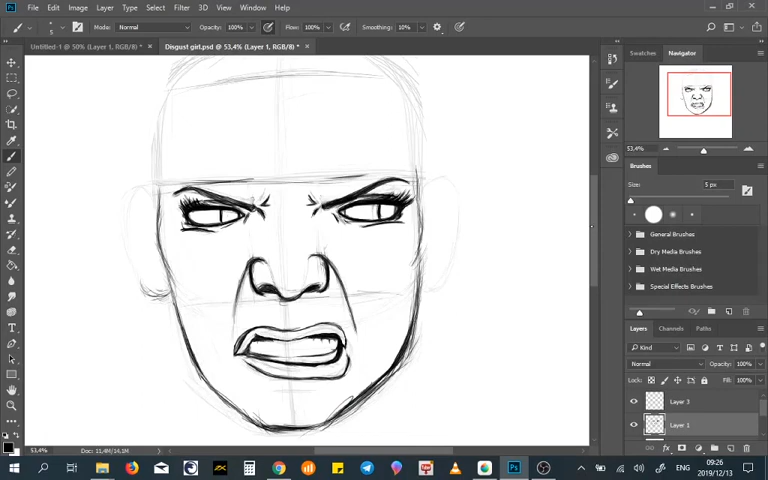 File Edit Image Layer Type Select Filter 3D View Window Help
5 Mode: Normal Opacity: 100% Flow: 100% Smoothing: 10%
Untitled-1 @ 50% (Layer 1, RGB/8) * × Disgust girl.psd @ 53,4% (Layer 1, RGB/8) * ×
Swatches Navigator
53,4%
Brushes
Size: 5 px
General Brushes
Dry Media Brushes
Wet Media Brushes
Special Effects Brushes
Layers Channels Paths
Kind
Normal Opacity: 100%
Lock: Fill: 100%
Layer 3
Layer 1
53,4% Doc: 11,4M/14,1M
fx
Ps ENG 09:26
2019/12/13